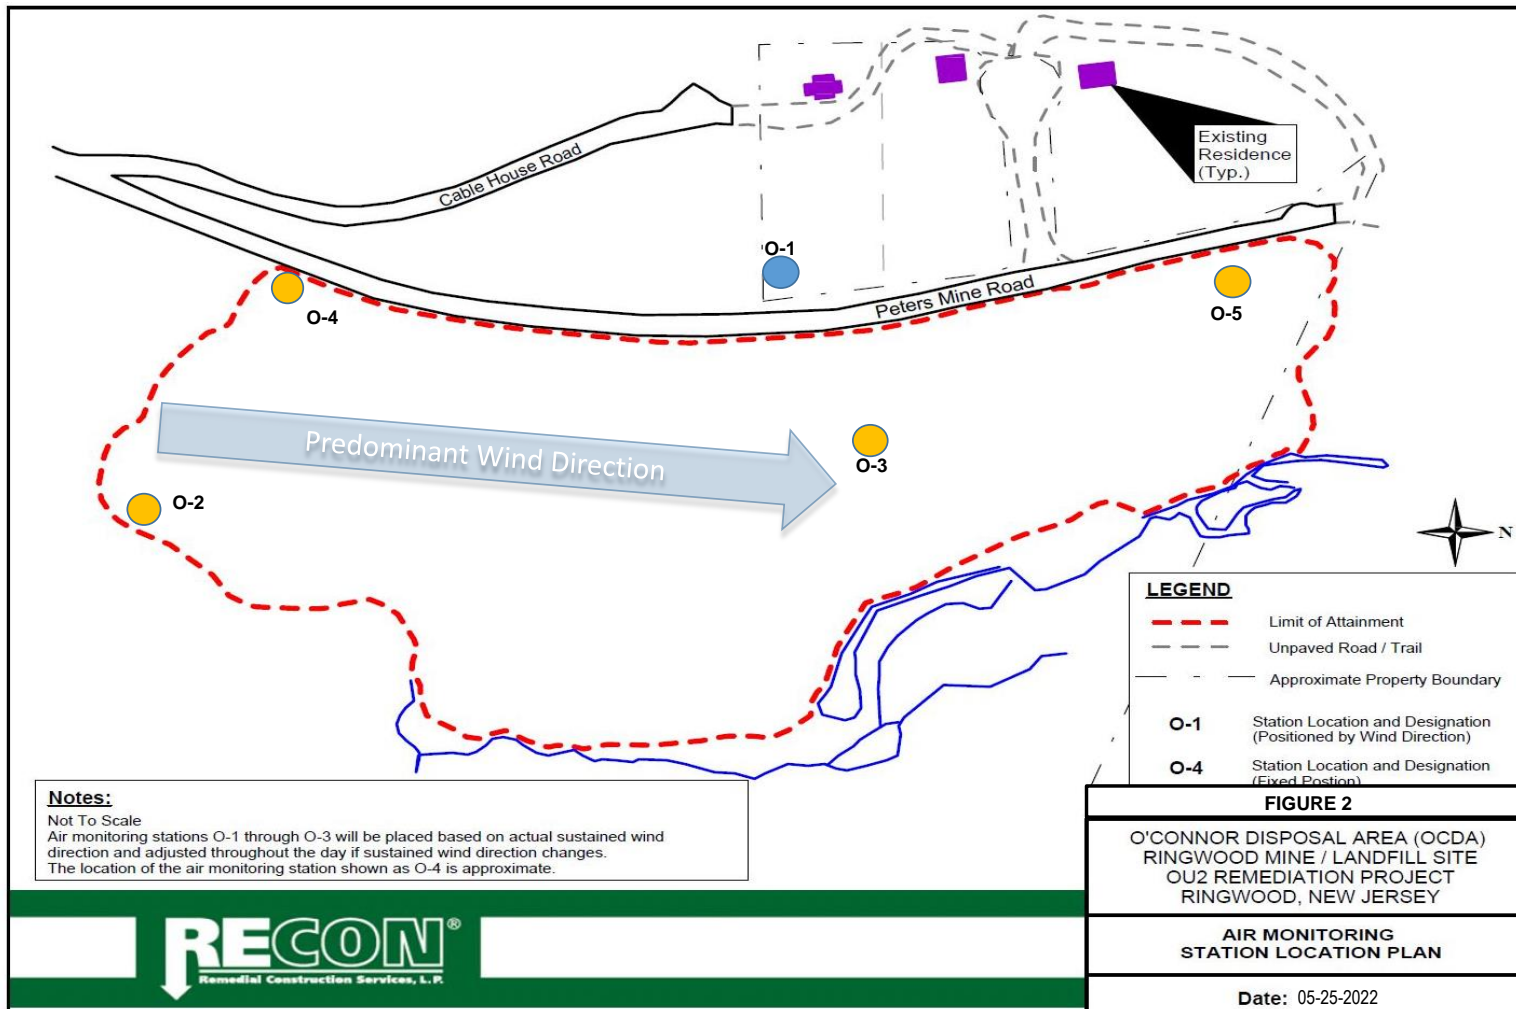 Cable House Road
Existing
Residence
(Typ.)
O-1
O-4
Peters Mine Road
O-5
Predominant Wind Direction
O-3
O-2
N
LEGEND
Limit of Attainment
Unpaved Road / Trail
Approximate Property Boundary
O-1 Station Location and Designation
(Positioned by Wind Direction)
O-4 Station Location and Designation
(Fixed Postion)
Notes:
Not To Scale
Air monitoring stations O-1 through O-3 will be placed based on actual sustained wind
direction and adjusted throughout the day if sustained wind direction changes.
The location of the air monitoring station shown as O-4 is approximate.
FIGURE 2
O'CONNOR DISPOSAL AREA (OCDA)
RINGWOOD MINE / LANDFILL SITE
OU2 REMEDIATION PROJECT
RINGWOOD, NEW JERSEY
AIR MONITORING
STATION LOCATION PLAN
Date: 05-25-2022
RECON®
Remedial Construction Services, L.P.